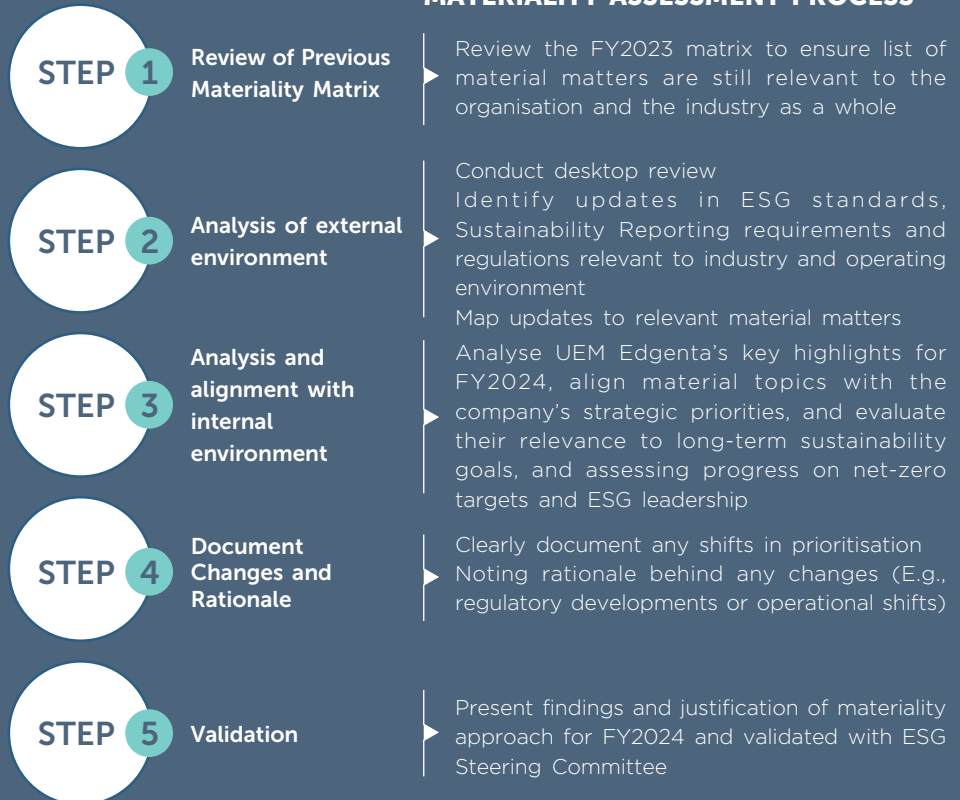 MATERIALITY ASSESSMENT PROCESS
STEP 1
Review of Previous
Materiality Matrix
Review the FY2023 matrix to ensure list of
material matters are still relevant to the
organisation and the industry as a whole
STEP 2
Analysis of external
environment
Conduct desktop review
Identify updates in ESG standards,
Sustainability Reporting requirements and
regulations relevant to industry and operating
environment
Map updates to relevant material matters
STEP 3
Analysis and
alignment with
internal
environment
Analyse UEM Edgenta's key highlights for
FY2024, align material topics with the
company's strategic priorities, and evaluate
their relevance to long-term sustainability
goals, and assessing progress on net-zero
targets and ESG leadership
STEP 4
Document
Changes and
Rationale
Clearly document any shifts in prioritisation
Noting rationale behind any changes (E.g.,
regulatory developments or operational shifts)
STEP 5
Validation
Present findings and justification of materiality
approach for FY2024 and validated with ESG
Steering Committee